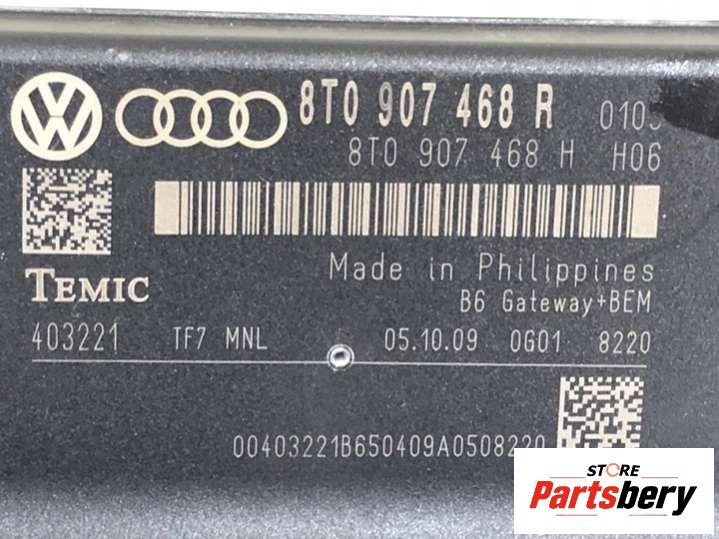 8T0 907 468 R
8T0 907 468 H H06
TEMIC
Made in Philippines
B6 Gateway+BEM
403221 TF7 MNL 05.10.09 0G01 8220
00403221B650409A0508220
STORE
Partsbery